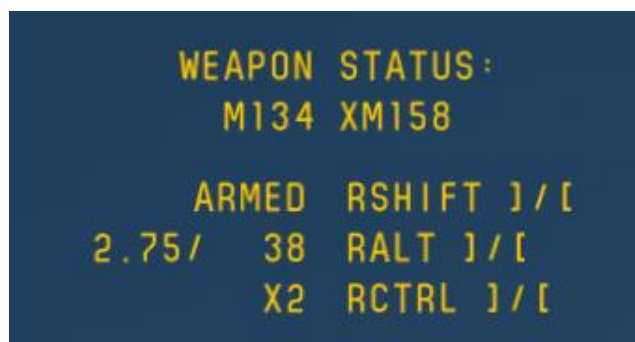 WEAPON STATUS:
M134 XM158
ARMED RSHIFT ]/[
2.75/ 38 RALT ]/[
X2 RCTRL ]/[